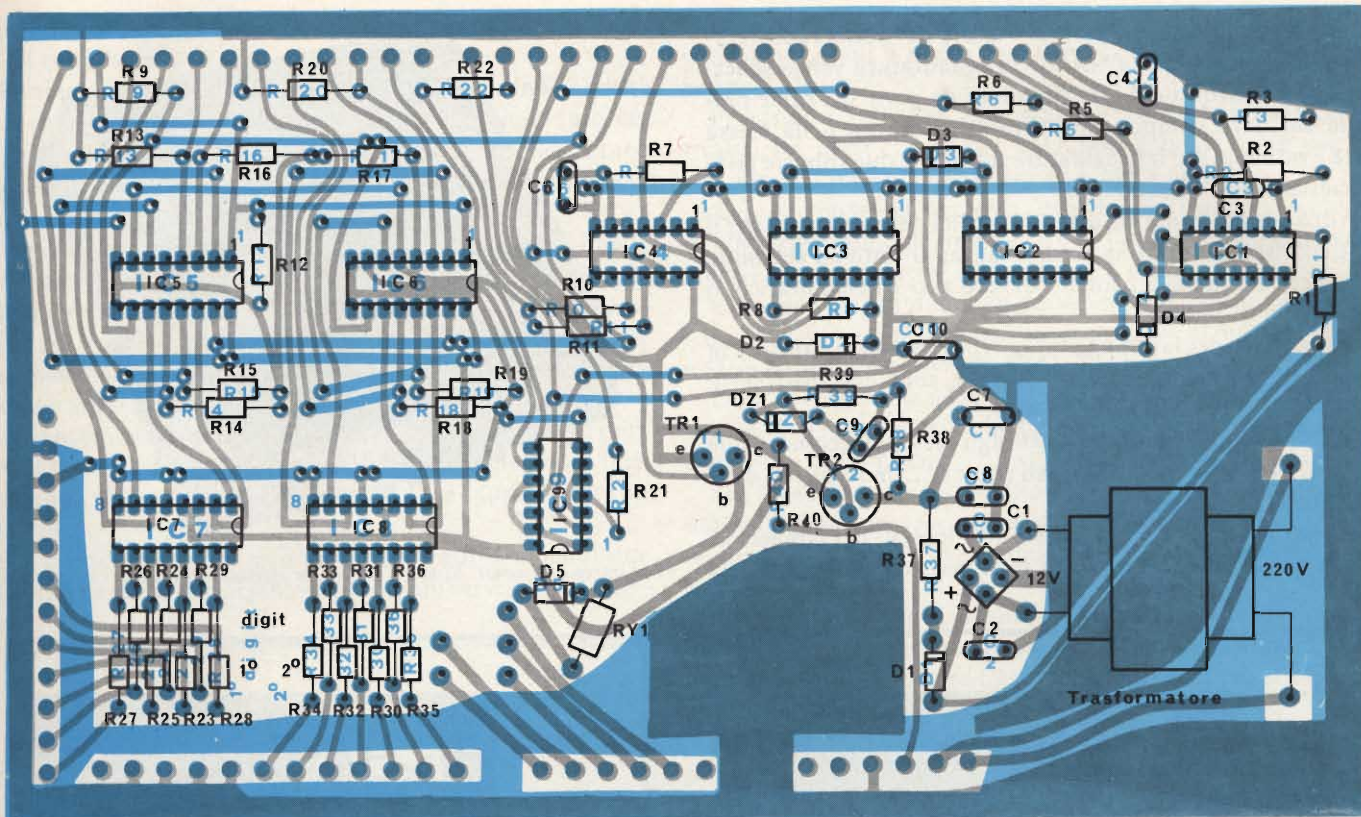 R9
R20
R22
R6
C4
R3
R13
R5
R16
R17
R7
D3
R2
C6
C3
1
1
1
1
1
1
IC5
R12
IC6
IC4
IC3
IC2
IC1
R10
R8
D4
R1
R11
D2
C10
R15
R19
R39
R14
R18
DZ1
C7
TR1
C9
R38
e
c
TR2
C8
8
8
IC9
R21
b
e
c
C1
IC7
IC8
R40
b
R37
~
-
1
12V
220V
R26 R24 R29
R33 R31 R36
D5
+
~
digit
RY1
C2
1º
2º
D1
R27 R25 R23 R28
R34 R32 R30 R35
Trasformatore